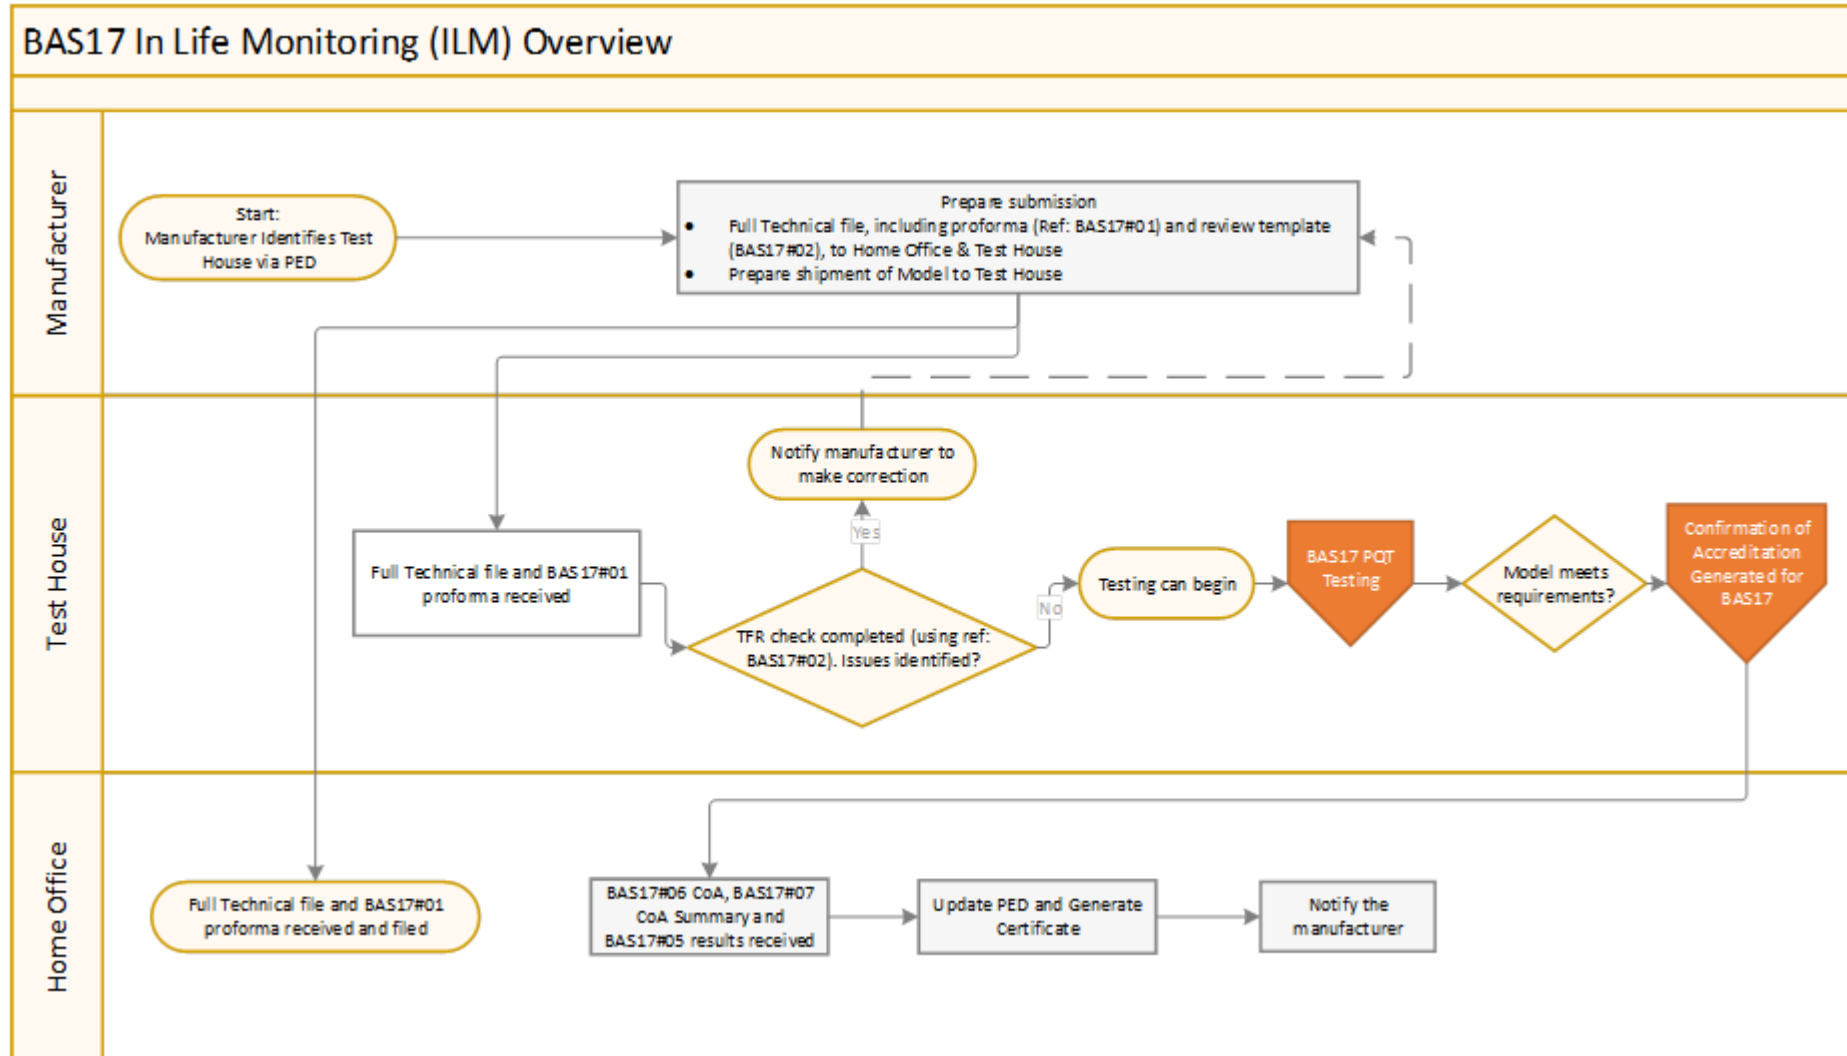 BAS17 In Life Monitoring (ILM) Overview
Manufacturer
Start:
Manufacturer Identifies Test
House via PED
Prepare submission
• Full Technical file, including proforma (Ref: BAS17#01) and review template
(BAS17#02), to Home Office & Test House
• Prepare shipment of Model to Test House
Test House
Notify manufacturer to
make correction
Yes
Full Technical file and BAS17#01
proforma received
TFR check completed (using ref:
BAS17#02). Issues identified?
No
Testing can begin
BAS17 PQT
Testing
Model meets
requirements?
Confirmation of
Accreditation
Generated for
BAS17
Home Office
Full Technical file and BAS17#01
proforma received and filed
BAS17#06 CoA, BAS17#07
CoA Summary and
BAS17#05 results received
Update PED and Generate
Certificate
Notify the
manufacturer